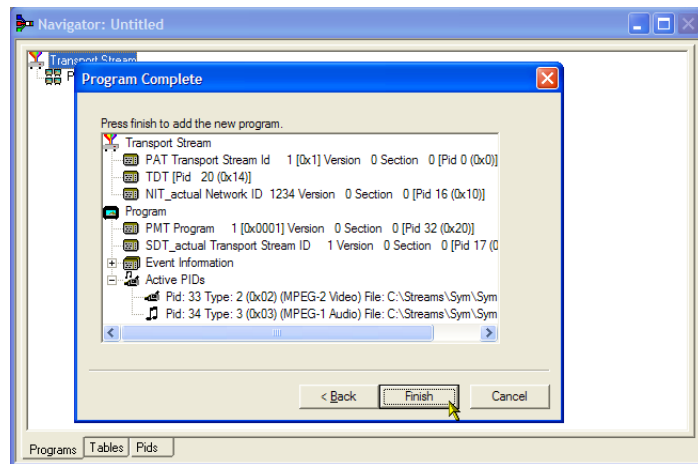 Navigator: Untitled
Transport Stream
P
Program Complete
Press finish to add the new program.
Transport Stream
PAT Transport Stream Id 1 [0x1] Version 0 Section 0 [Pid 0 (0x0)]
TDT [Pid 20 (0x14)]
NIT_actual Network ID 1234 Version 0 Section 0 [Pid 16 (0x10)]
Program
PMT Program 1 [0x0001] Version 0 Section 0 [Pid 32 (0x20)]
SDT_actual Transport Stream ID 1 Version 0 Section 0 [Pid 17 (0
Event Information
Active PIDs
Pid: 33 Type: 2 (0x02) (MPEG-2 Video) File: C:\Streams\Sym\Sym
Pid: 34 Type: 3 (0x03) (MPEG-1 Audio) File: C:\Streams\Sym\Sym
< Back Finish Cancel
Programs Tables Pids